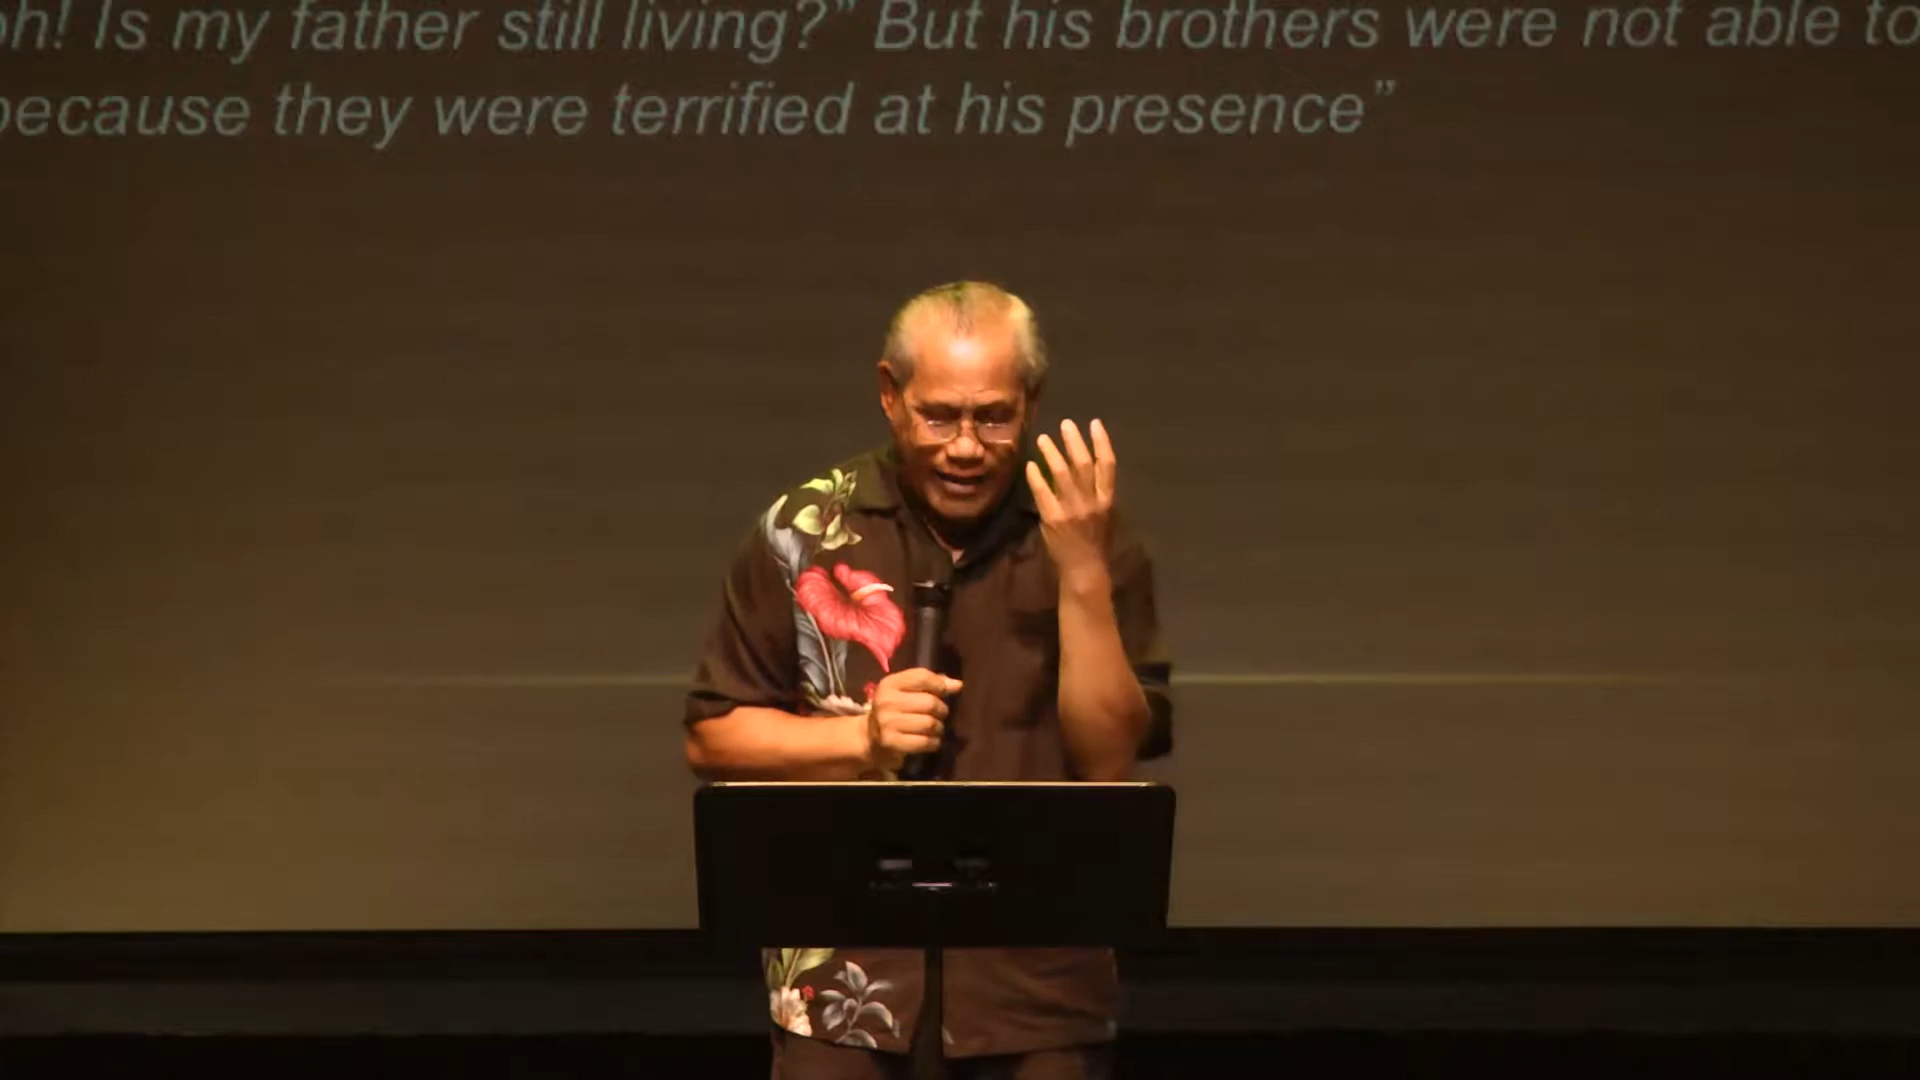 oh! Is my father still living?” But his brothers were not able to
because they were terrified at his presence”